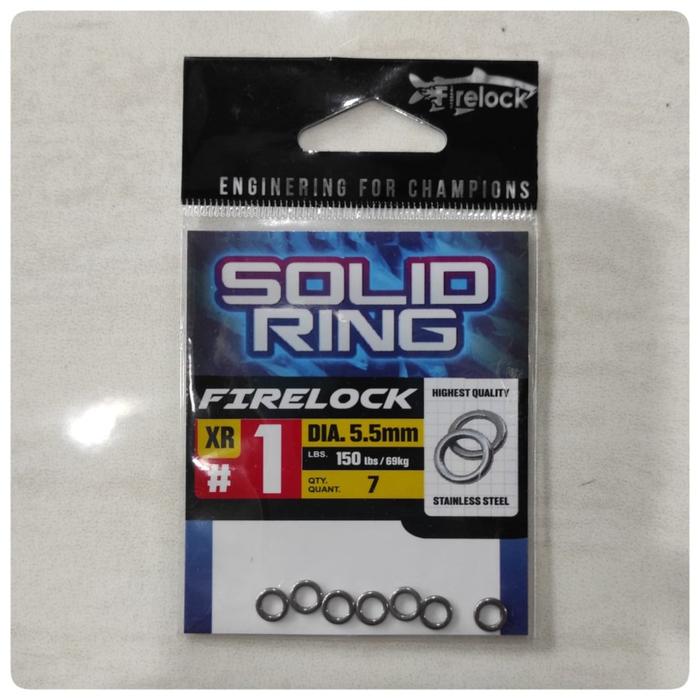 Firelock
ENGINERING FOR CHAMPIONS
SOLID
RING
FIRELOCK
HIGHEST QUALITY
XR
# 1
DIA. 5.5mm
LBS. 150 lbs / 69kg
QTY.
QUANT. 7
STAINLESS STEEL